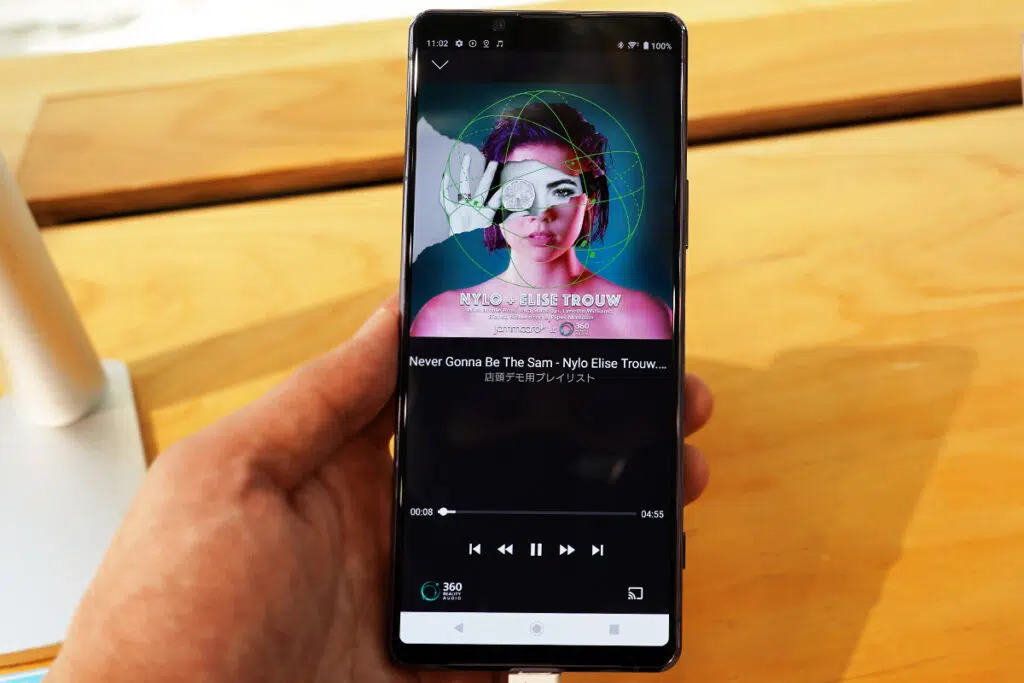 11:02
100%
NYLO + ELISE TROUW
jammcard
360
Never Gonna Be The Sam - Nylo Elise Trouw....
店頭デモ用プレイリスト
00:08
04:55
360
REALITY
AUDIO